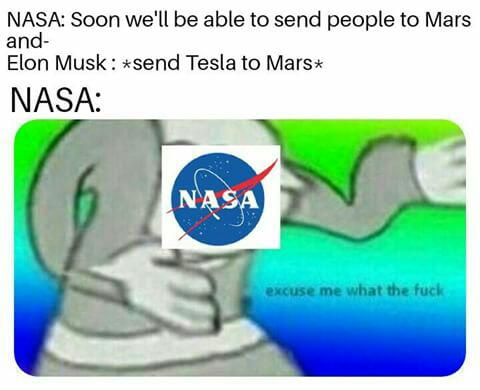 NASA: Soon we'll be able to send people to Mars
and-
Elon Musk : *send Tesla to Mars*
NASA:
NASA
excuse me what the fuck